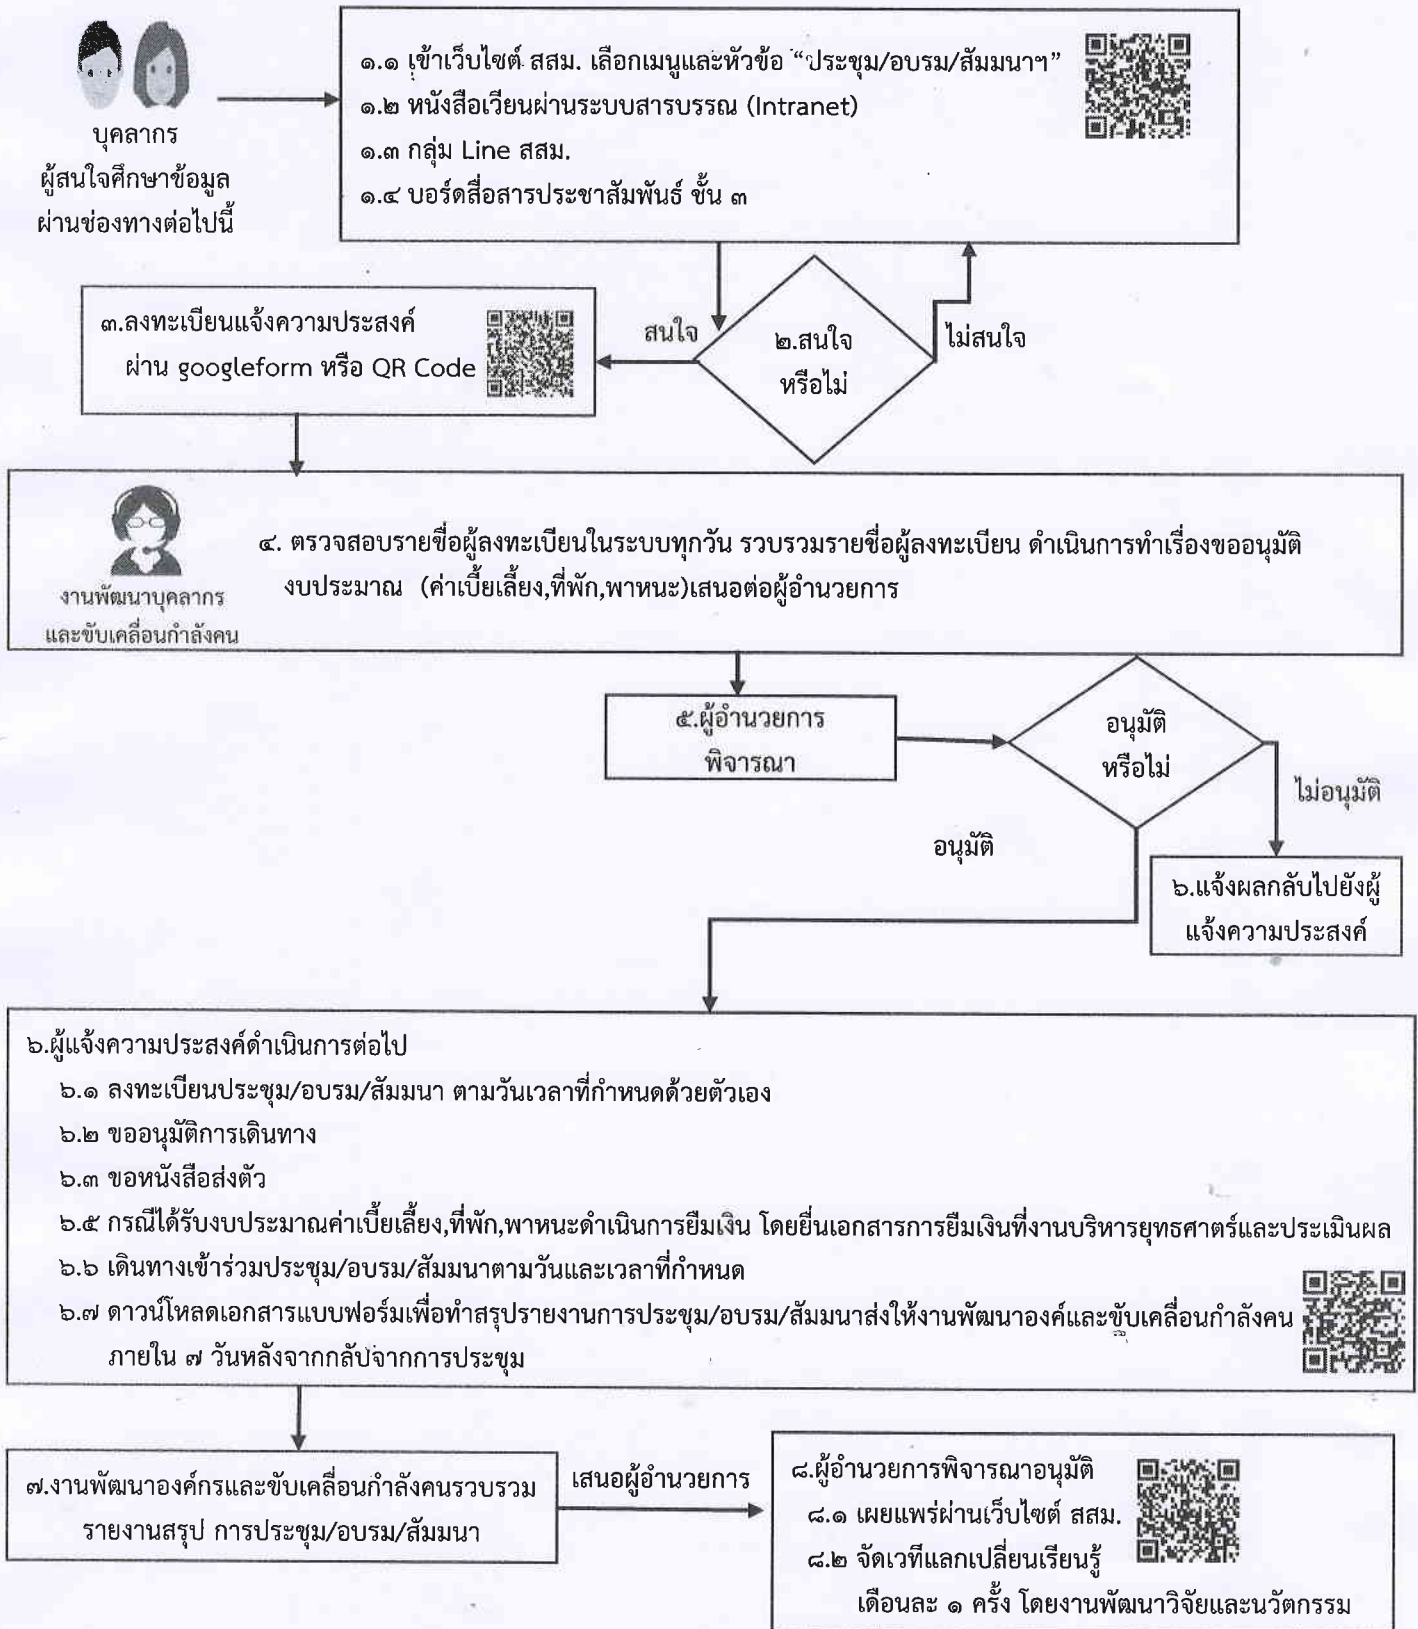 บุคลากร
ผู้สนใจศึกษาข้อมูล
ผ่านช่องทางต่อไปนี้
๑.๑ เข้าเว็บไซต์ สสม. เลือกเมนูและหัวข้อ “ประชุม/อบรม/สัมมนาฯ”
๑.๒ หนังสือเวียนผ่านระบบสารบรรณ (Intranet)
๑.๓ กลุ่ม Line สสม.
๑.๔ บอร์ดสื่อสารประชาสัมพันธ์ ชั้น ๓
๒.สนใจ
หรือไม่
สนใจ
ไม่สนใจ
๓.ลงทะเบียนแจ้งความประสงค์
ผ่าน googleform หรือ QR Code
งานพัฒนาบุคลากร
และขับเคลื่อนกำลังคน
๔. ตรวจสอบรายชื่อผู้ลงทะเบียนในระบบทุกวัน รวบรวมรายชื่อผู้ลงทะเบียน ดำเนินการทำเรื่องขออนุมัติ
งบประมาณ (ค่าเบี้ยเลี้ยง,ที่พัก,พาหนะ)เสนอต่อผู้อำนวยการ
๕.ผู้อำนวยการ
พิจารณา
อนุมัติ
หรือไม่
ไม่อนุมัติ
อนุมัติ
๖.แจ้งผลกลับไปยังผู้
แจ้งความประสงค์
๖.ผู้แจ้งความประสงค์ดำเนินการต่อไป
๖.๑ ลงทะเบียนประชุม/อบรม/สัมมนา ตามวันเวลาที่กำหนดด้วยตัวเอง
๖.๒ ขออนุมัติการเดินทาง
๖.๓ ขอหนังสือส่งตัว
๖.๕ กรณีได้รับงบประมาณค่าเบี้ยเลี้ยง,ที่พัก,พาหนะดำเนินการยืมเงิน โดยยื่นเอกสารการยืมเงินที่งานบริหารยุทธศาตร์และประเมินผล
๖.๖ เดินทางเข้าร่วมประชุม/อบรม/สัมมนาตามวันและเวลาที่กำหนด
๖.๗ ดาวน์โหลดเอกสารแบบฟอร์มเพื่อทำสรุปรายงานการประชุม/อบรม/สัมมนาส่งให้งานพัฒนาองค์และขับเคลื่อนกำลังคน
ภายใน ๗ วันหลังจากกลับจากการประชุม
๗.งานพัฒนาองค์กรและขับเคลื่อนกำลังคนรวบรวม
รายงานสรุป การประชุม/อบรม/สัมมนา
เสนอผู้อำนวยการ
๘.ผู้อำนวยการพิจารณาอนุมัติ
๘.๑ เผยแพร่ผ่านเว็บไซต์ สสม.
๘.๒ จัดเวทีแลกเปลี่ยนเรียนรู้
เดือนละ ๑ ครั้ง โดยงานพัฒนาวิจัยและนวัตกรรม